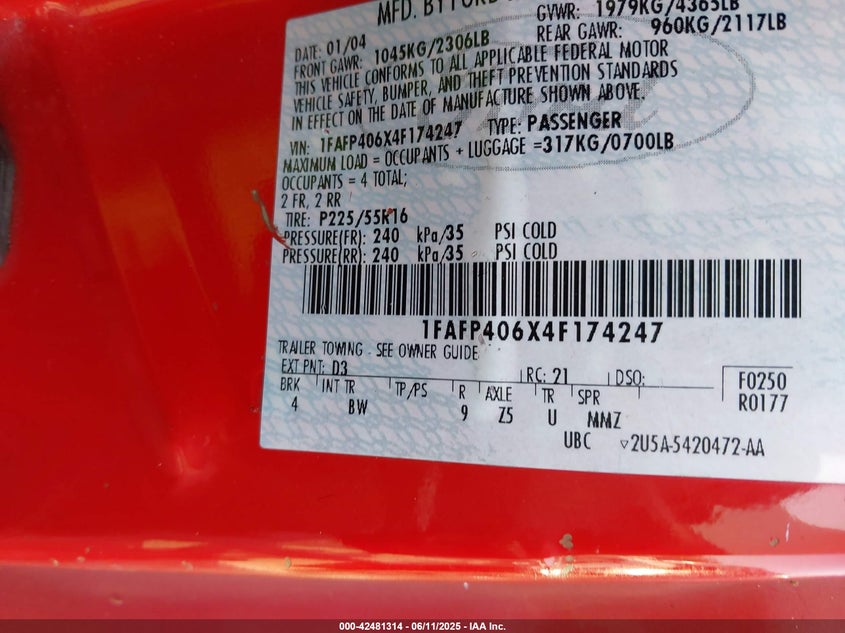 MFD. BY FORD
DATE: 01/04 GVWR: 1979KG/4365LB
FRONT GAWR: 1045KG/2306LB REAR GAWR: 960KG/2117LB
THIS VEHICLE CONFORMS TO ALL APPLICABLE FEDERAL MOTOR
VEHICLE SAFETY, BUMPER, AND THEFT PREVENTION STANDARDS
IN EFFECT ON THE DATE OF MANUFACTURE SHOWN ABOVE.
VIN: 1FAFP406X4F174247 TYPE: PASSENGER
MAXIMUM LOAD = OCCUPANTS + LUGGAGE =317KG/0700LB
OCCUPANTS = 4 TOTAL;
2 FR, 2 RR
TIRE: P225/55R16
PRESSURE(FR): 240 kPa/35 PSI COLD
PRESSURE(RR): 240 kPa/35 PSI COLD
1FAFP406X4F174247
TRAILER TOWING - SEE OWNER GUIDE
EXT PNT: D3 RC: 21 DSO: F0250
BRK INT TR TP/PS R AXLE TR SPR R0177
4 BW 9 Z5 U MMZ
UBC ▽2U5A-5420472-AA
000-42481314 - 06/11/2025 - IAA Inc.